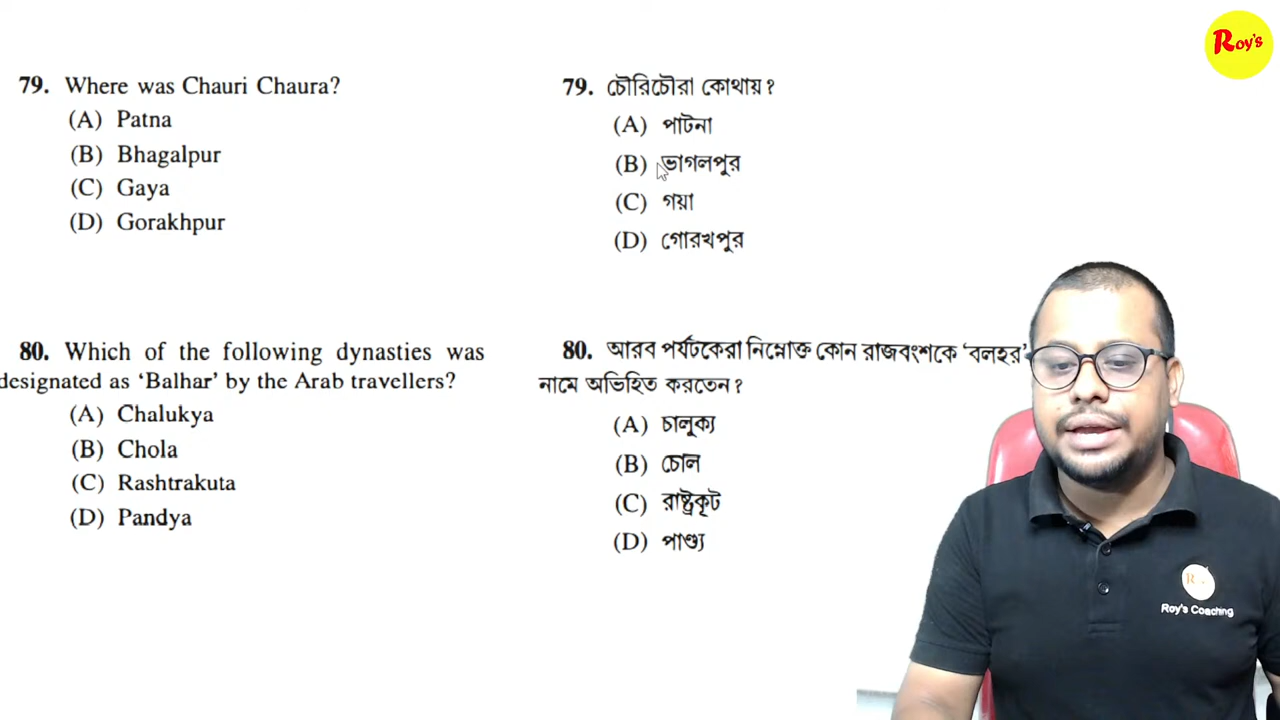 Roy's
79. Where was Chauri Chaura?
(A) Patna
(B) Bhagalpur
(C) Gaya
(D) Gorakhpur
80. Which of the following dynasties was
designated as 'Balhar' by the Arab travellers?
(A) Chalukya
(B) Chola
(C) Rashtrakuta
(D) Pandya
79. চৌরিচৌরা কোথায়?
(A) পাটনা
(B) ভাগলপুর
(C) গয়া
(D) গোরখপুর
80. আরব পর্যটকেরা নিম্নোক্ত কোন রাজবংশকে ‘বলহর’
নামে অভিহিত করতেন?
(A) চালুক্য
(B) চোল
(C) রাষ্ট্রকূট
(D) পাণ্ড্য
Roy's Coaching